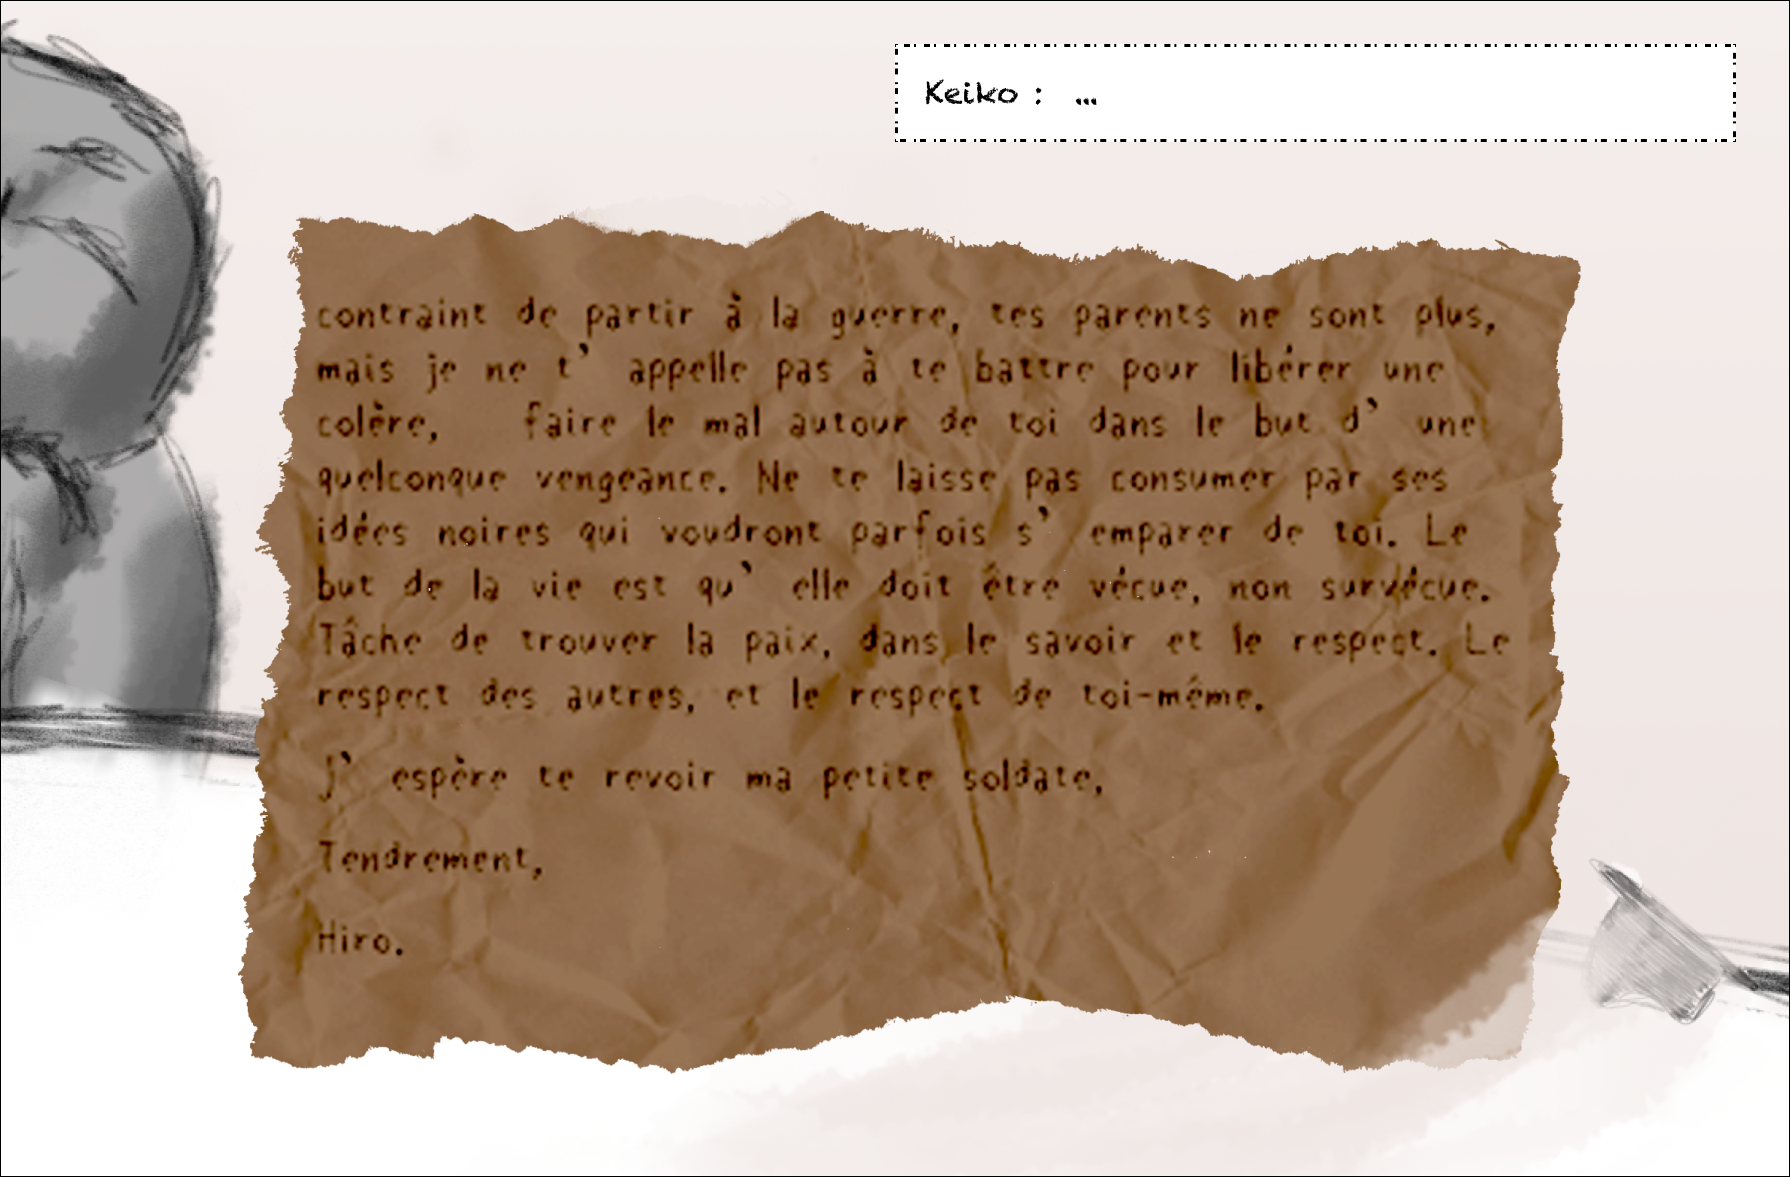 Keiko : ...
contraint de partir à la guerre, tes parents ne sont plus,
mais je ne t' appelle pas à te battre pour libérer une
colère, faire le mal autour de toi dans le but d' une
quelconque vengeance. Ne te laisse pas consumer par ses
idées noires qui voudront parfois s' emparer de toi. Le
but de la vie est qu' elle doit être vécue, non survécue.
Tâche de trouver la paix, dans le savoir et le respect. Le
respect des autres, et le respect de toi-même.
J' espère te revoir ma petite soldate,
Tendrement,
Hiro.